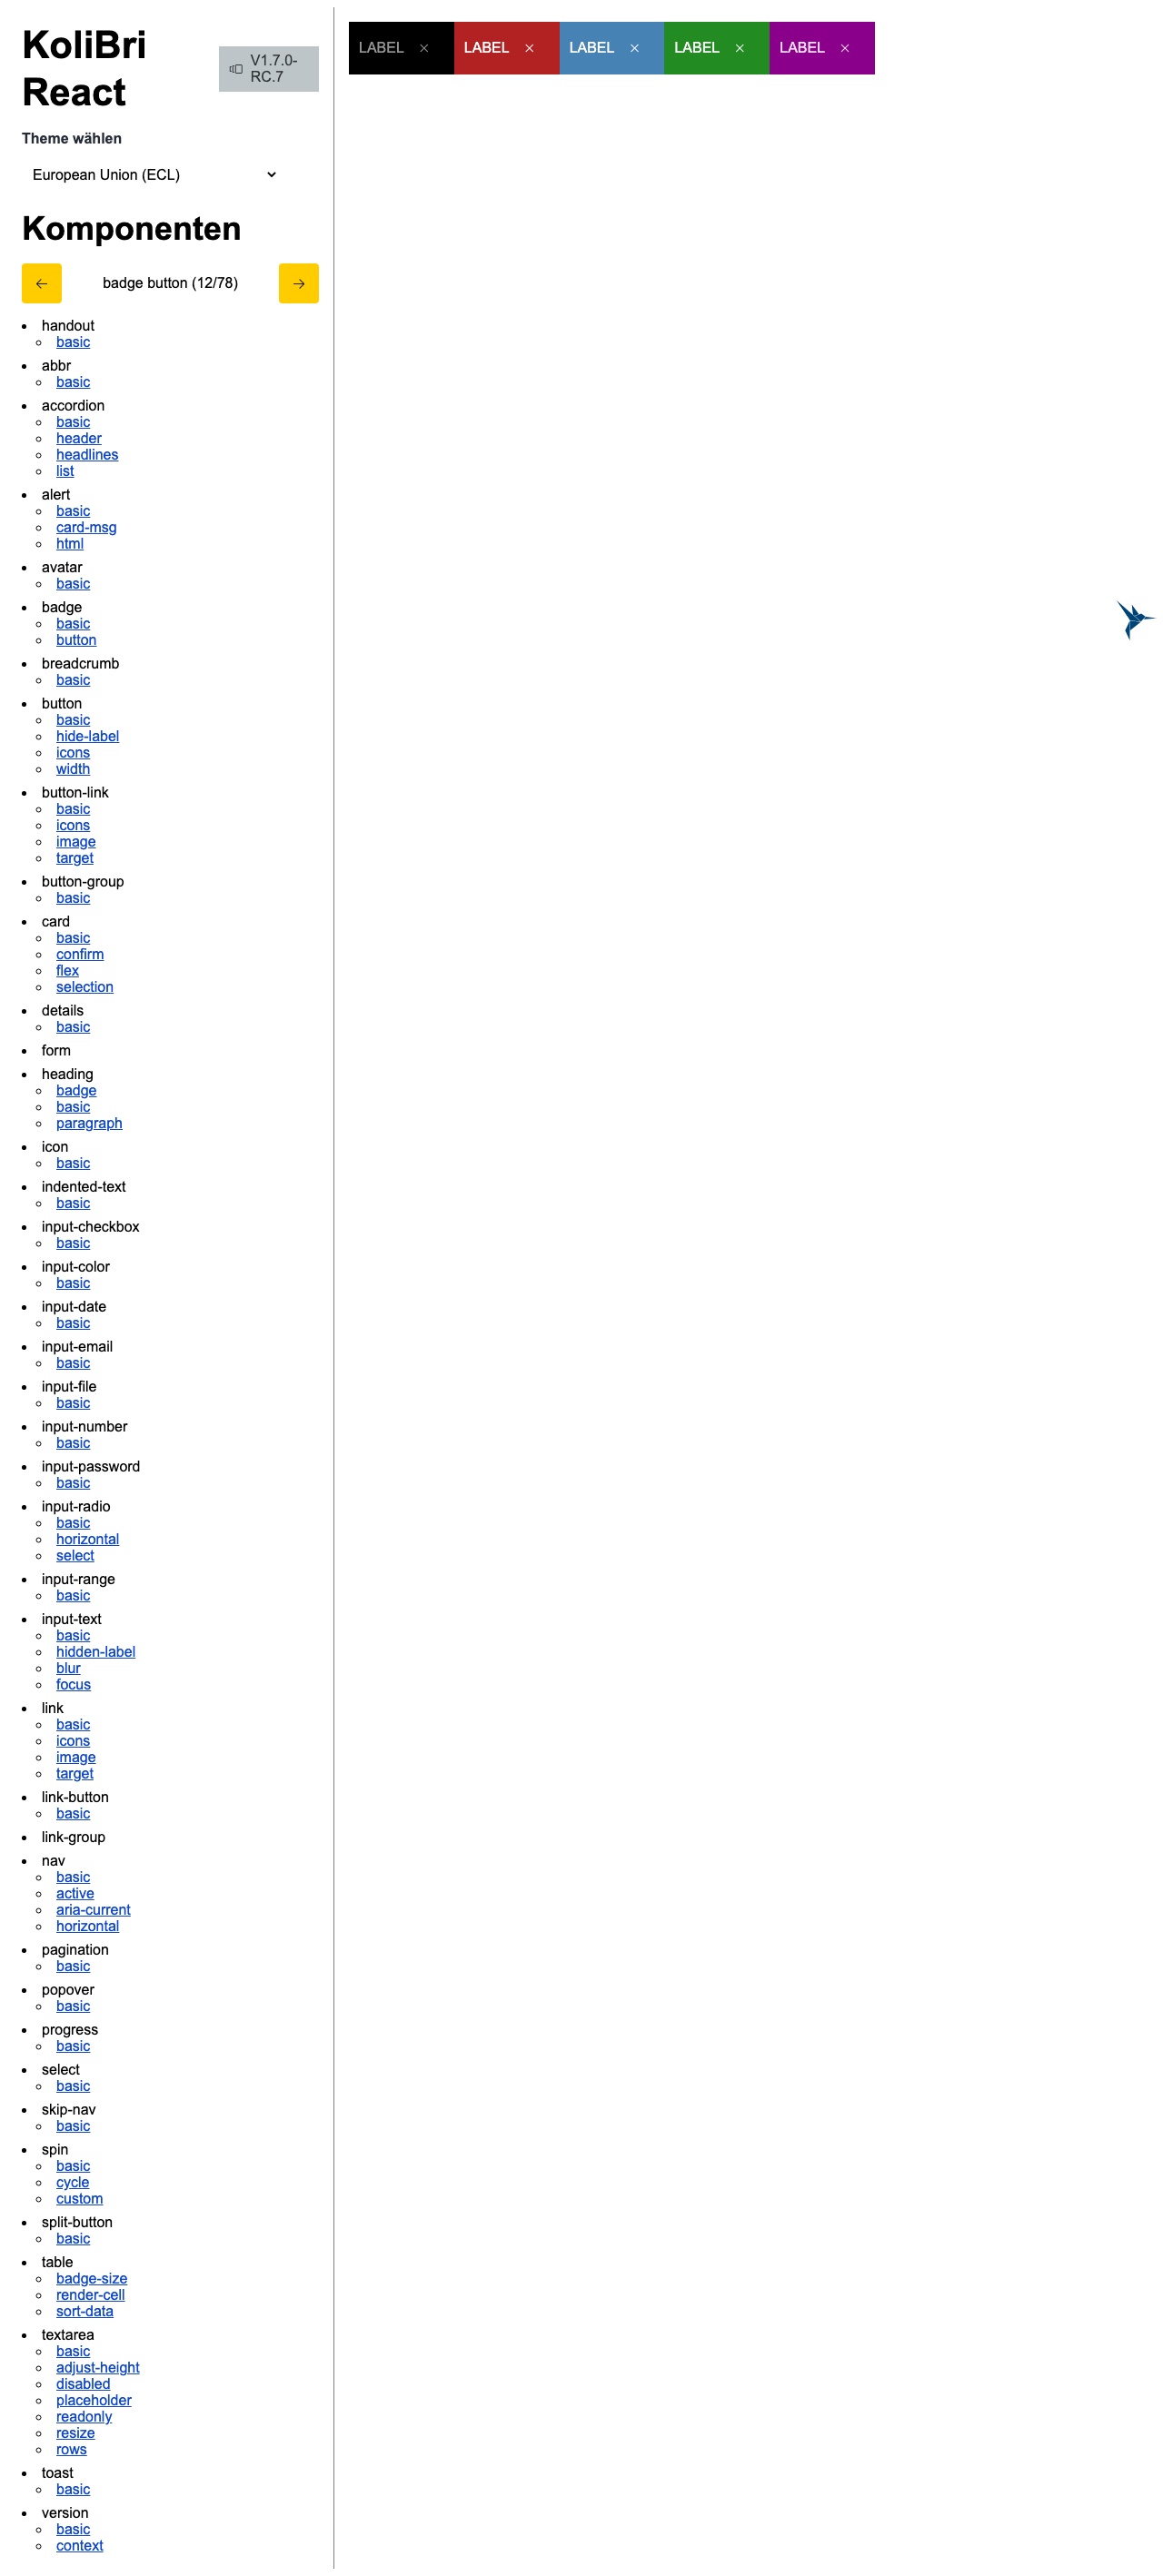 KoliBri
React
V1.7.0-
RC.7
Theme wählen
European Union (ECL)
Komponenten
badge button (12/78)
handout
basic
abbr
basic
accordion
basic
header
headlines
list
alert
basic
card-msg
html
avatar
basic
badge
basic
button
breadcrumb
basic
button
basic
hide-label
icons
width
button-link
basic
icons
image
target
button-group
basic
card
basic
confirm
flex
selection
details
basic
form
heading
badge
basic
paragraph
icon
basic
indented-text
basic
input-checkbox
basic
input-color
basic
input-date
basic
input-email
basic
input-file
basic
input-number
basic
input-password
basic
input-radio
basic
horizontal
select
input-range
basic
input-text
basic
hidden-label
blur
focus
link
basic
icons
image
target
link-button
basic
link-group
nav
basic
active
aria-current
horizontal
pagination
basic
popover
basic
progress
basic
select
basic
skip-nav
basic
spin
basic
cycle
custom
split-button
basic
table
badge-size
render-cell
sort-data
textarea
basic
adjust-height
disabled
placeholder
readonly
resize
rows
toast
basic
version
basic
context
LABEL LABEL LABEL LABEL LABEL